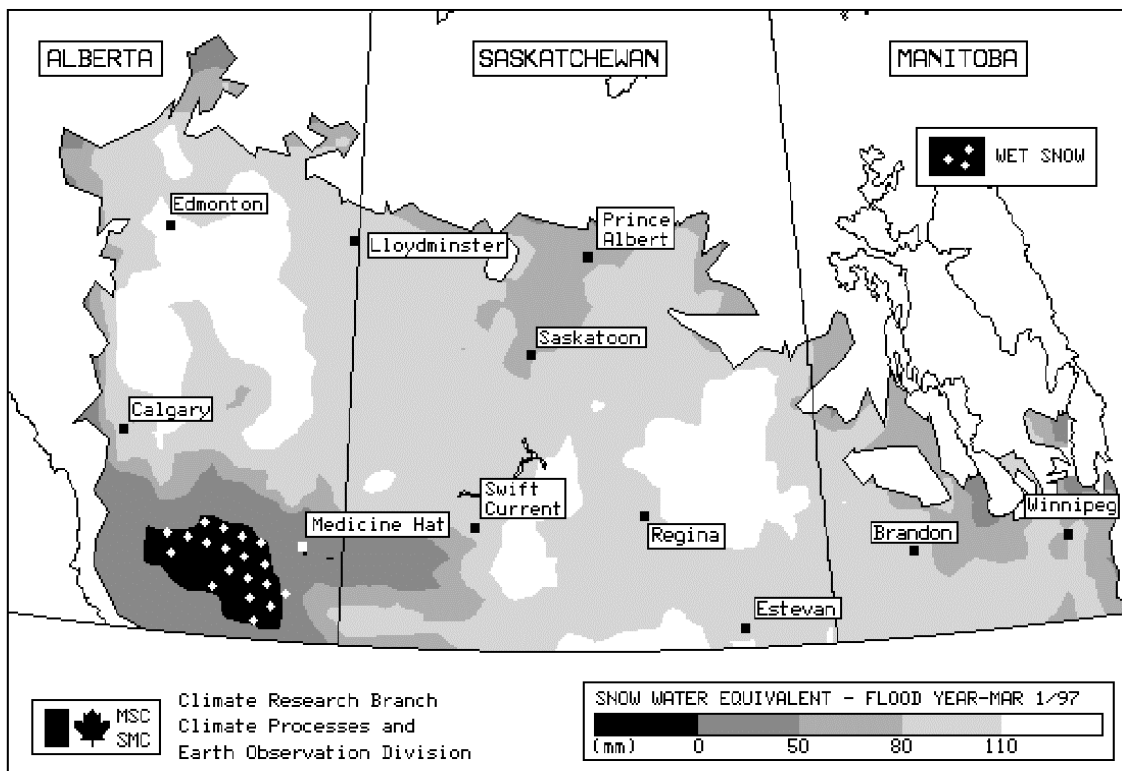 ALBERTA
SASKATCHEWAN
MANITOBA
WET SNOW
Edmonton
Lloydminster
Prince
Albert
Saskatoon
Calgary
Swift
Current
Medicine Hat
Regina
Brandon
Winnipeg
Estevan
MSC
SMC
Climate Research Branch
Climate Processes and
Earth Observation Division
SNOW WATER EQUIVALENT - FLOOD YEAR-MAR 1/97
(mm) 0 50 80 110